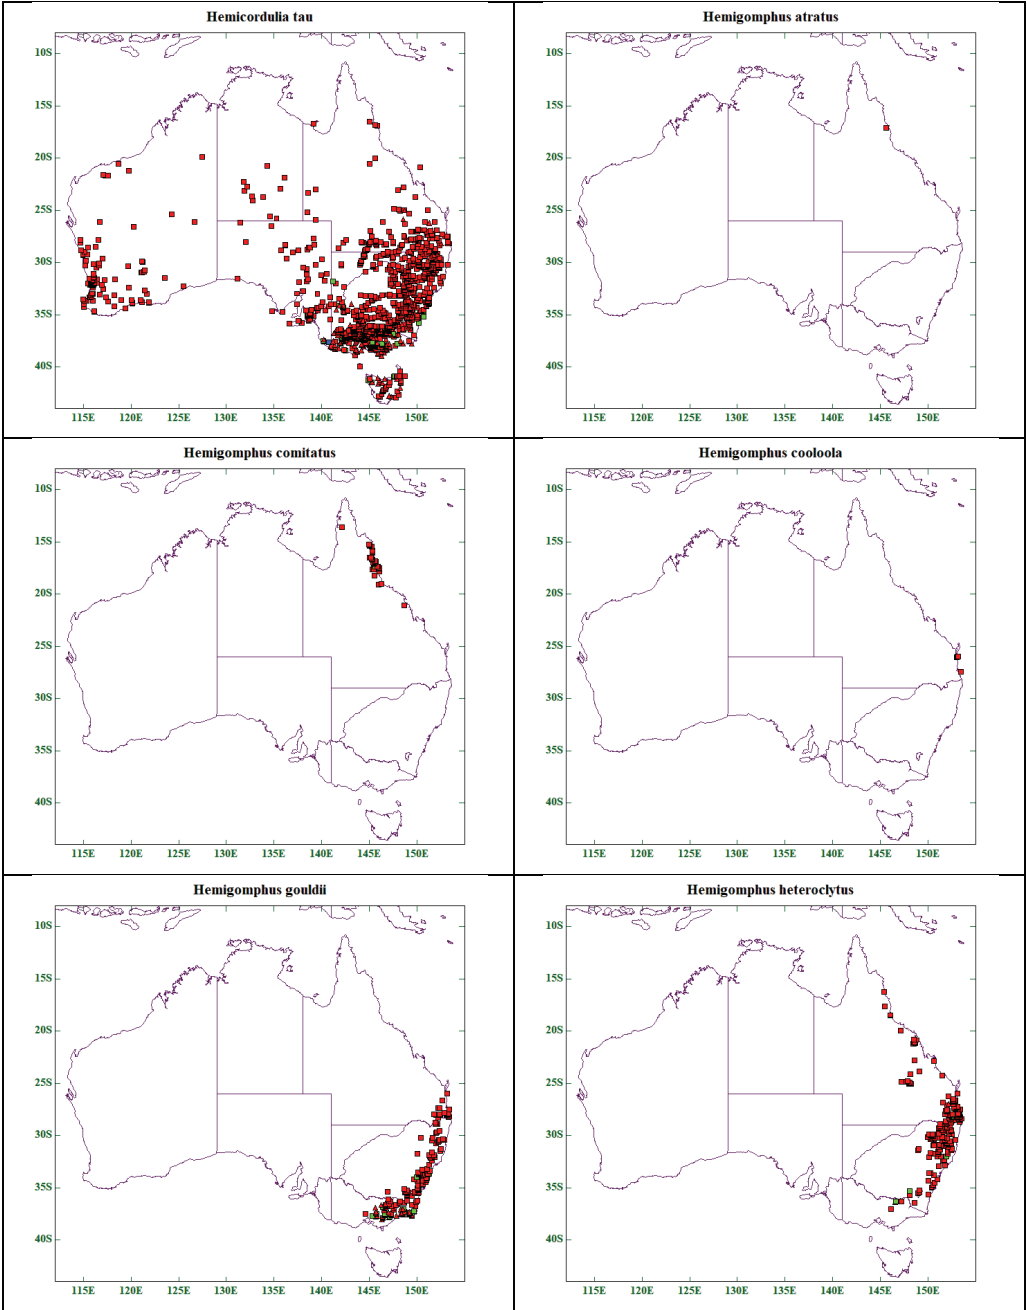 Hemicordulia tau
10S
15S
20S
25S
30S
35S
40S
115E 120E 125E 130E 135E 140E 145E 150E
Hemigomphus atratus
10S
15S
20S
25S
30S
35S
40S
115E 120E 125E 130E 135E 140E 145E 150E
Hemigomphus comitatus
10S
15S
20S
25S
30S
35S
40S
115E 120E 125E 130E 135E 140E 145E 150E
Hemigomphus cooloola
10S
15S
20S
25S
30S
35S
40S
115E 120E 125E 130E 135E 140E 145E 150E
Hemigomphus gouldii
10S
15S
20S
25S
30S
35S
40S
115E 120E 125E 130E 135E 140E 145E 150E
Hemigomphus heteroclytus
10S
15S
20S
25S
30S
35S
40S
115E 120E 125E 130E 135E 140E 145E 150E